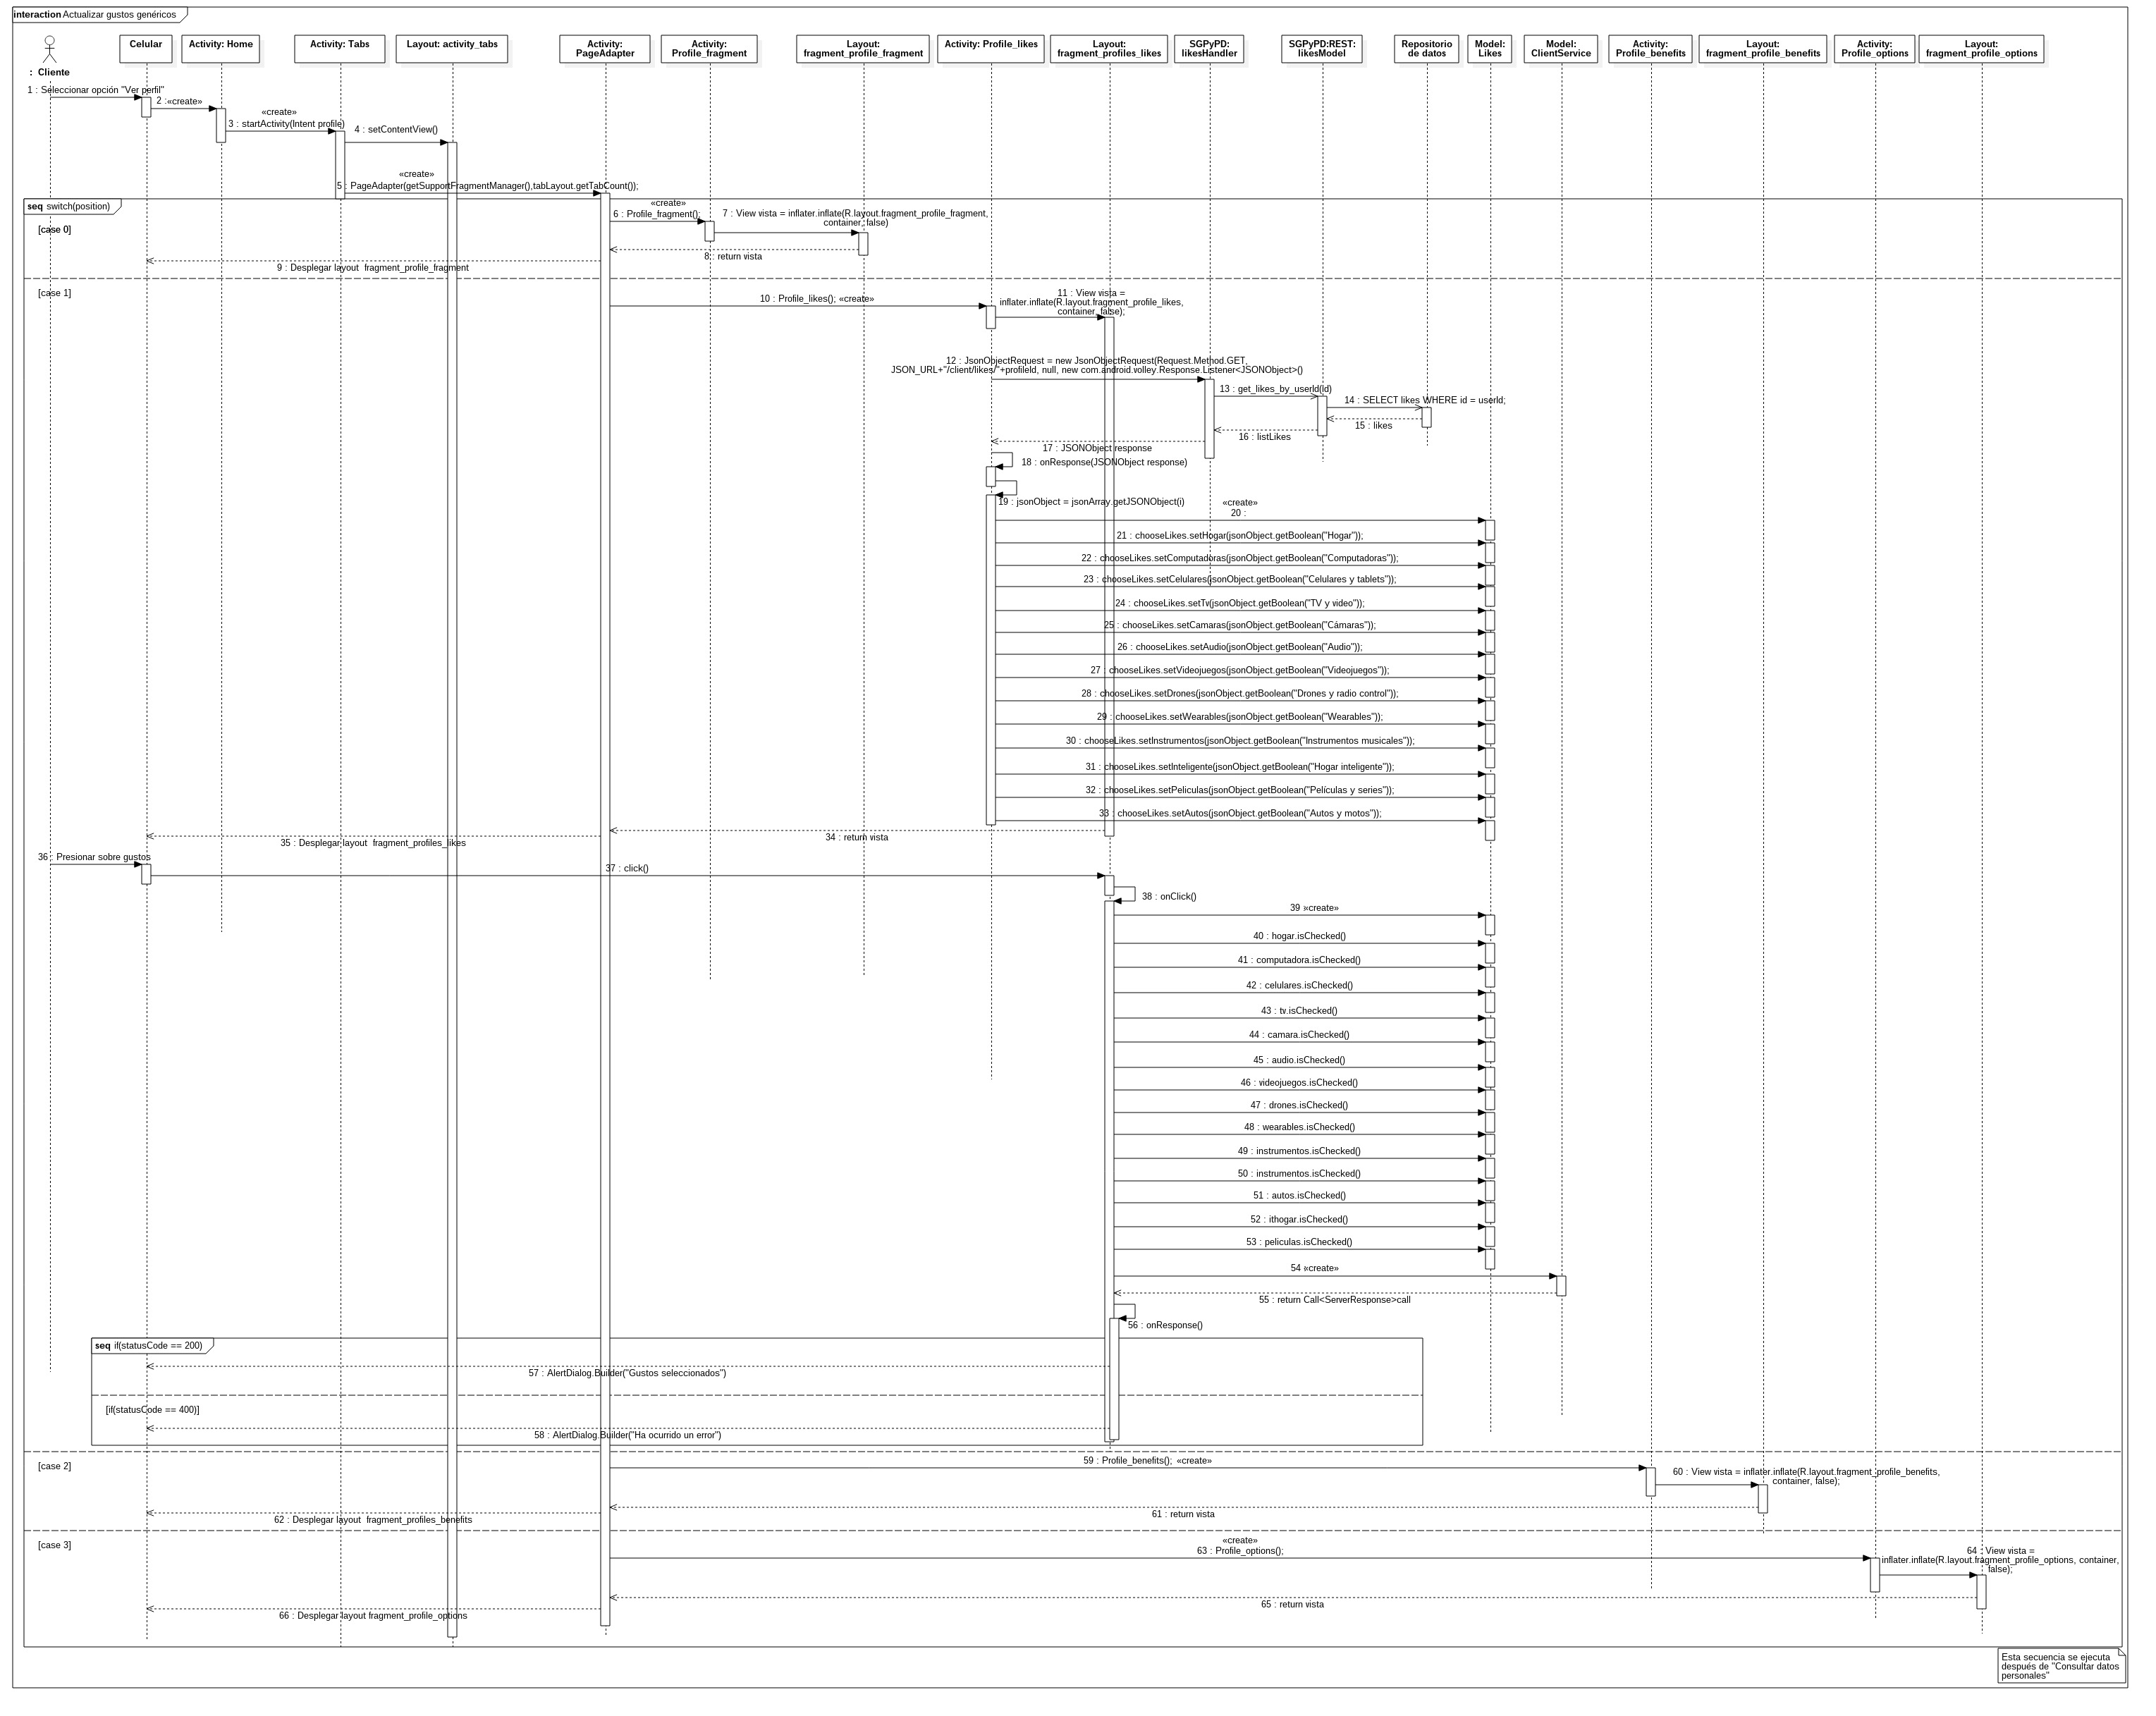 interaction Actualizar gustos genéricos
: Cliente
Celular
Activity: Home
Activity: Tabs
Layout: activity_tabs
Activity:
PageAdapter
Activity:
Profile_fragment
Layout:
fragment_profile_fragment
Activity: Profile_likes
Layout:
fragment_profiles_likes
SGPyPD:
likesHandler
SGPyPD:REST:
likesModel
Repositorio
de datos
Model:
Likes
Model:
ClientService
Activity:
Profile_benefits
Layout:
fragment_profile_benefits
Activity:
Profile_options
Layout:
fragment_profile_options
1 : Seleccionar opción "Ver perfil"
2 : «create»
«create»
3 : startActivity(Intent profile)
4 : setContentView()
«create»
5 : PageAdapter(getSupportFragmentManager(),tabLayout.getTabCount());
seq switch(position)
[case 0]
«create»
6 : Profile_fragment();
7 : View vista = inflater.inflate(R.layout.fragment_profile_fragment,
container, false)
8 : return vista
9 : Desplegar layout fragment_profile_fragment
[case 1]
10 : Profile_likes(); «create»
11 : View vista =
inflater.inflate(R.layout.fragment_profile_likes,
container, false);
12 : JsonObjectRequest = new JsonObjectRequest(Request.Method.GET,
JSON_URL+"/client/likes/"+profileId, null, new com.android.volley.Response.Listener<JSONObject>()
13 : get_likes_by_userId(Id)
14 : SELECT likes WHERE id = userId;
15 : likes
16 : listLikes
17 : JSONObject response
18 : onResponse(JSONObject response)
19 : jsonObject = jsonArray.getJSONObject(i)
«create»
20 :
21 : chooseLikes.setHogar(jsonObject.getBoolean("Hogar"));
22 : chooseLikes.setComputadoras(jsonObject.getBoolean("Computadoras"));
23 : chooseLikes.setCelulares(jsonObject.getBoolean("Celulares y tablets"));
24 : chooseLikes.setTv(jsonObject.getBoolean("TV y video"));
25 : chooseLikes.setCamaras(jsonObject.getBoolean("Cámaras"));
26 : chooseLikes.setAudio(jsonObject.getBoolean("Audio"));
27 : chooseLikes.setVideojuegos(jsonObject.getBoolean("Videojuegos"));
28 : chooseLikes.setDrones(jsonObject.getBoolean("Drones y radio control"));
29 : chooseLikes.setWearables(jsonObject.getBoolean("Wearables"));
30 : chooseLikes.setInstrumentos(jsonObject.getBoolean("Instrumentos musicales"));
31 : chooseLikes.setInteligente(jsonObject.getBoolean("Hogar inteligente"));
32 : chooseLikes.setPeliculas(jsonObject.getBoolean("Películas y series"));
33 : chooseLikes.setAutos(jsonObject.getBoolean("Autos y motos"));
34 : return vista
35 : Desplegar layout fragment_profiles_likes
36 : Presionar sobre gustos
37 : click()
38 : onClick()
39 : «create»
40 : hogar.isChecked()
41 : computadora.isChecked()
42 : celulares.isChecked()
43 : tv.isChecked()
44 : camara.isChecked()
45 : audio.isChecked()
46 : videojuegos.isChecked()
47 : drones.isChecked()
48 : wearables.isChecked()
49 : instrumentos.isChecked()
50 : instrumentos.isChecked()
51 : autos.isChecked()
52 : ithogar.isChecked()
53 : peliculas.isChecked()
54 : «create»
55 : return Call<ServerResponse>call
56 : onResponse()
seq if(statusCode == 200)
57 : AlertDialog.Builder("Gustos seleccionados")
[if(statusCode == 400)]
58 : AlertDialog.Builder("Ha ocurrido un error")
[case 2]
59 : Profile_benefits(); «create»
60 : View vista = inflater.inflate(R.layout.fragment_profile_benefits,
container, false);
61 : return vista
62 : Desplegar layout fragment_profiles_benefits
[case 3]
«create»
63 : Profile_options();
64 : View vista =
inflater.inflate(R.layout.fragment_profile_options, container,
false);
65 : return vista
66 : Desplegar layout fragment_profile_options
Esta secuencia se ejecuta
después de "Consultar datos
personales"